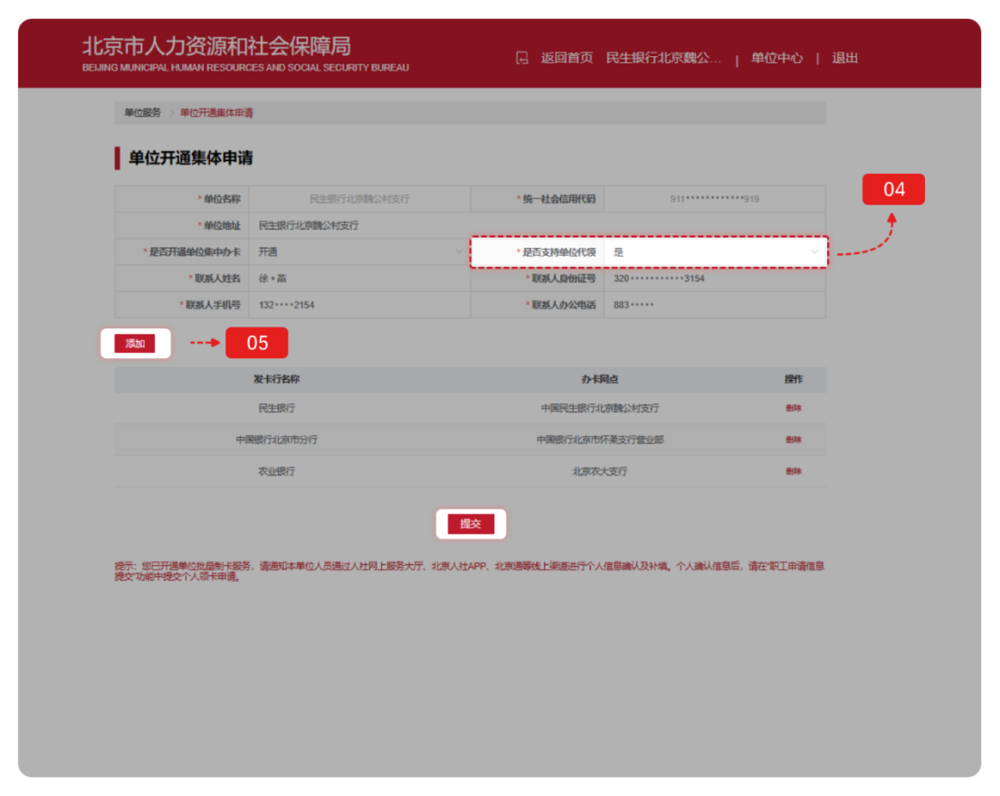 北京市人力资源和社会保障局
BEIJING MUNICIPAL HUMAN RESOURCES AND SOCIAL SECURITY BUREAU
返回首页 民生银行北京魏公... | 单位中心 | 退出
单位服务 > 单位开通集体申请
单位开通集体申请
04
*单位名称 民生银行北京魏公村支行 *统一社会信用代码 911************919
*单位地址 民生银行北京魏公村支行
*是否开通单位集中办卡 开通 *是否支持单位代领 是
*联系人姓名 徐*蕊 *联系人身份证号 320***********3154
*联系人手机号 132****2154 *联系人办公电话 883*****
添加 05
发卡行名称 办卡网点 操作
民生银行 中国民生银行北京魏公村支行 删除
中国银行北京市分行 中国银行北京市怀柔支行营业部 删除
农业银行 北京农大支行 删除
提交
提示：您已开通单位批量制卡服务，请通知本单位人员通过人社网上服务大厅、北京人社APP、北京通等线上渠道进行个人信息确认及补填。个人确认信息后，请在“职工申请信息
提交”功能中提交个人领卡申请。